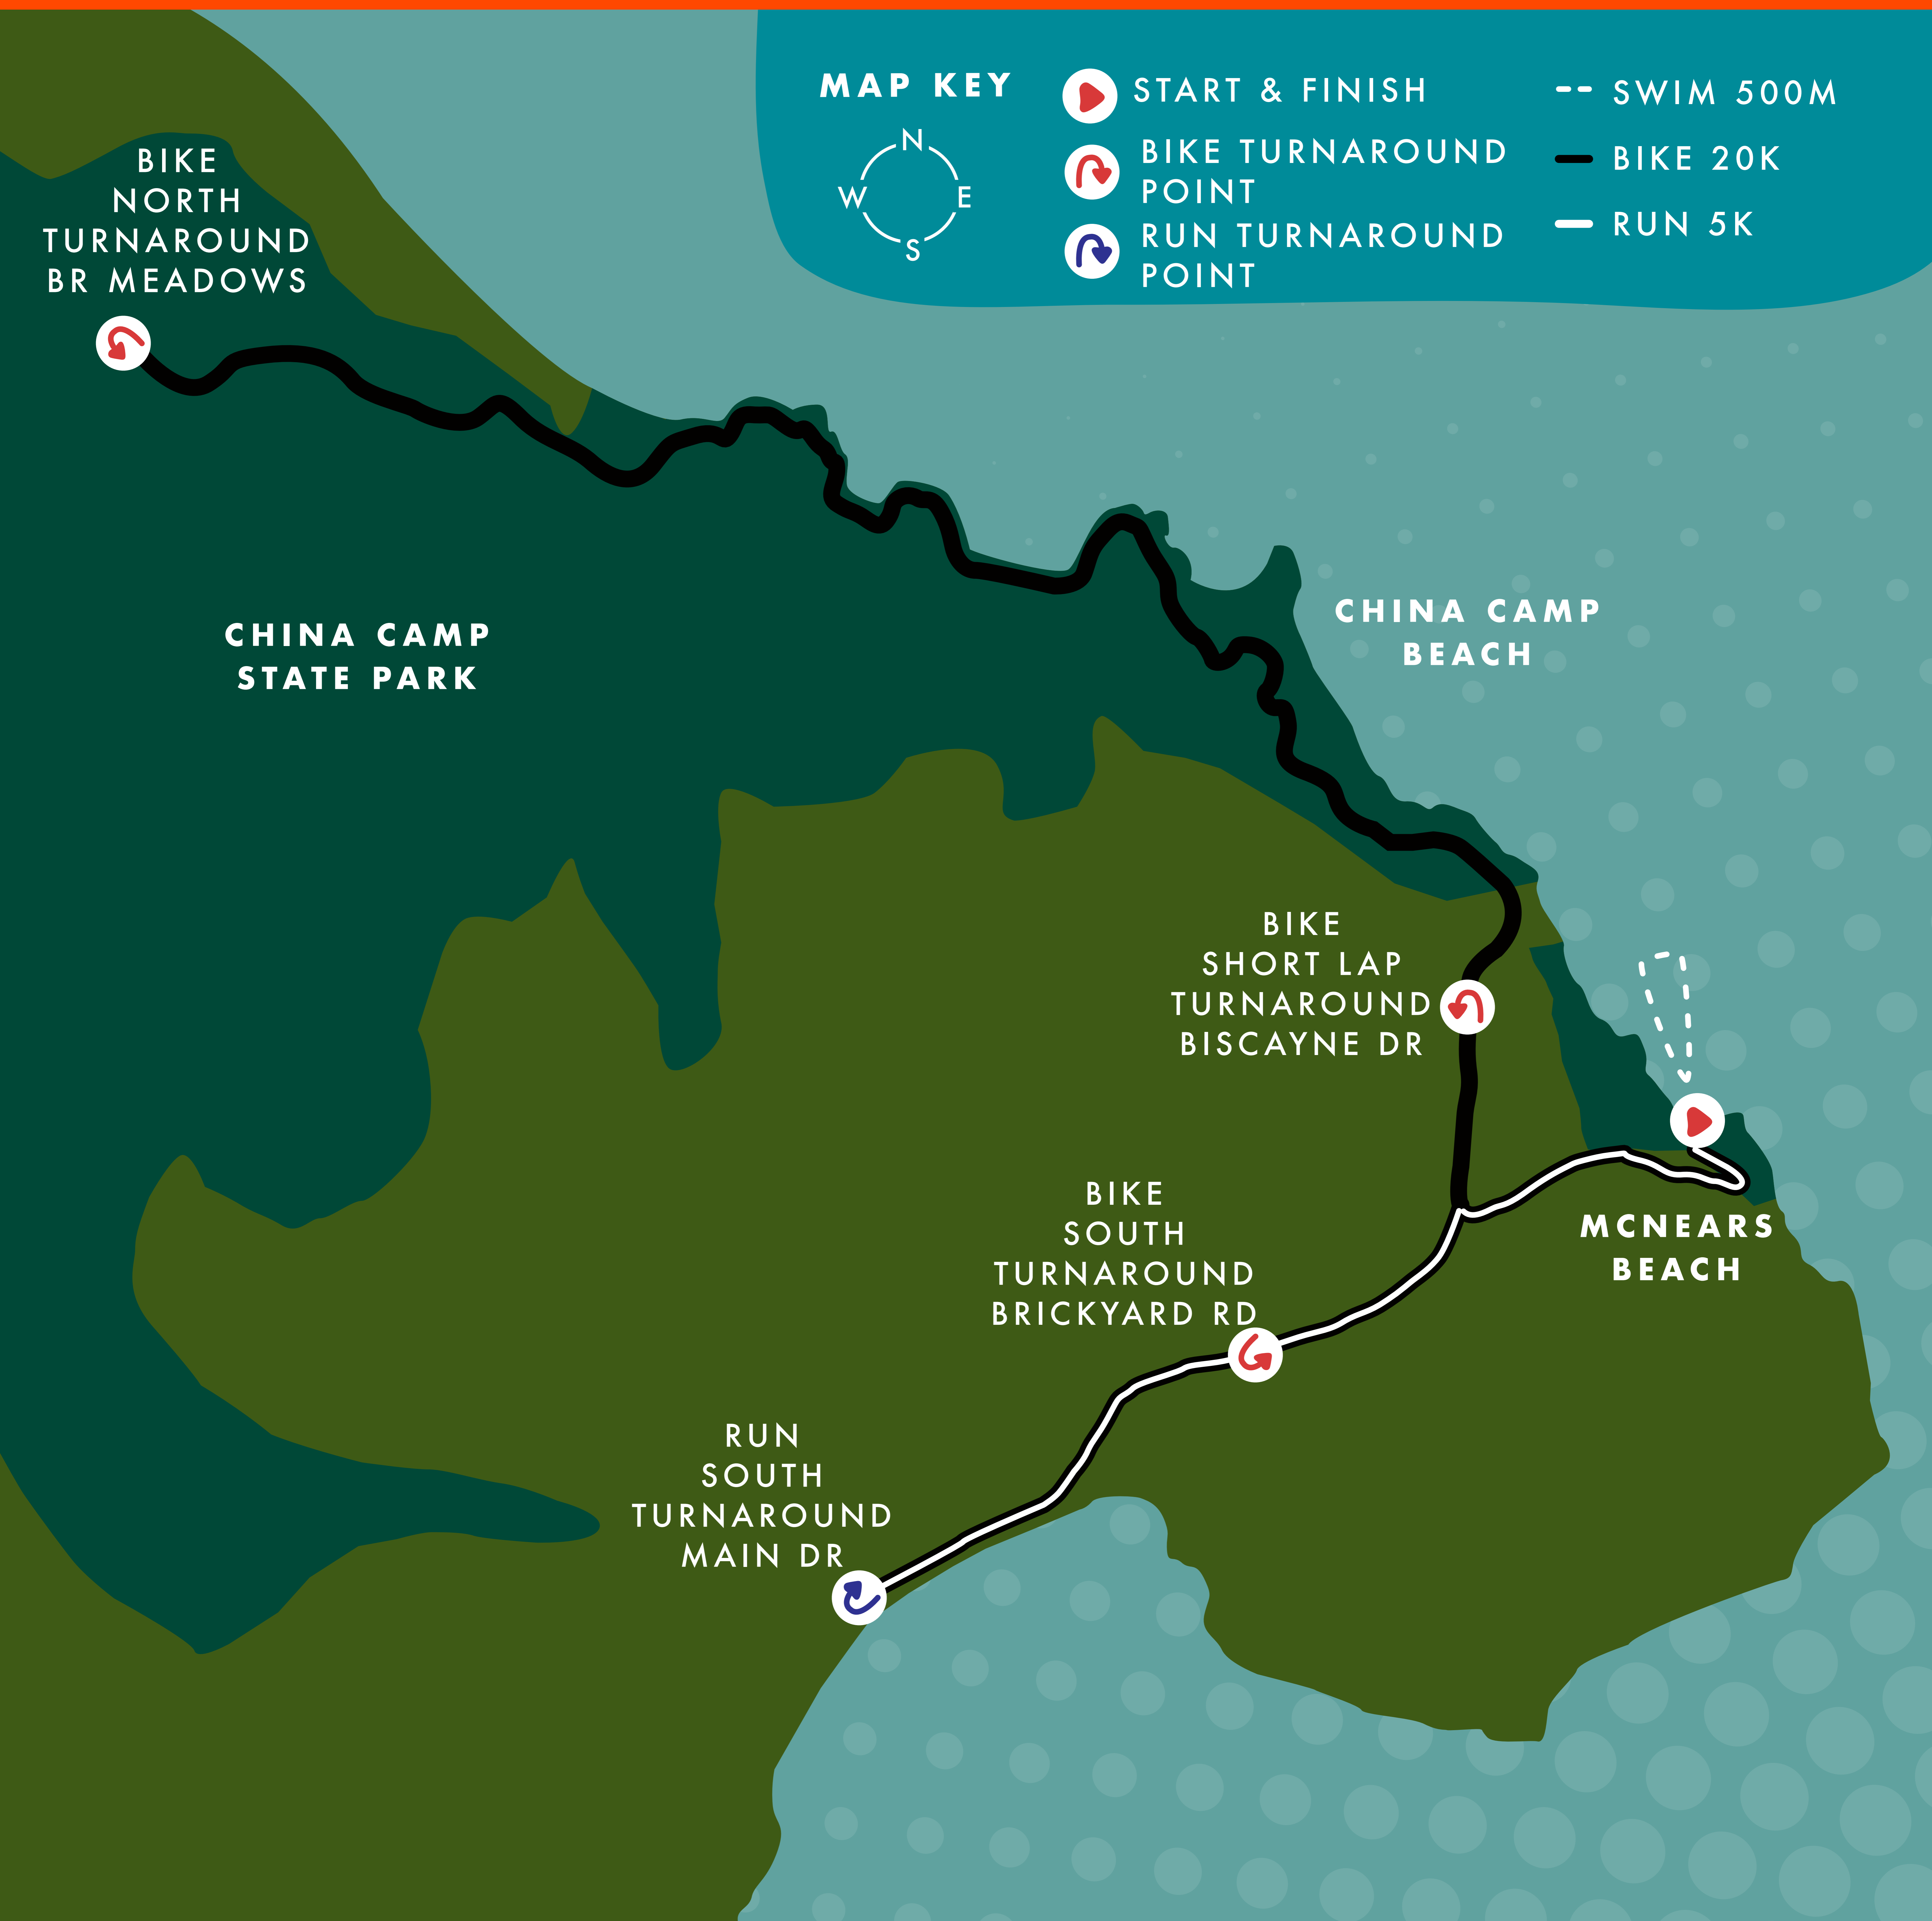 MAP KEY
N
W
E
S
START & FINISH
BIKE TURNAROUND
POINT
RUN TURNAROUND
POINT
SWIM 500M
BIKE 20K
RUN 5K
BIKE
NORTH
TURNAROUND
BR MEADOWS
CHINA CAMP
STATE PARK
CHINA CAMP
BEACH
BIKE
SHORT LAP
TURNAROUND
BISCAYNE DR
BIKE
SOUTH
TURNAROUND
BRICKYARD RD
MCNEARS
BEACH
RUN
SOUTH
TURNAROUND
MAIN DR